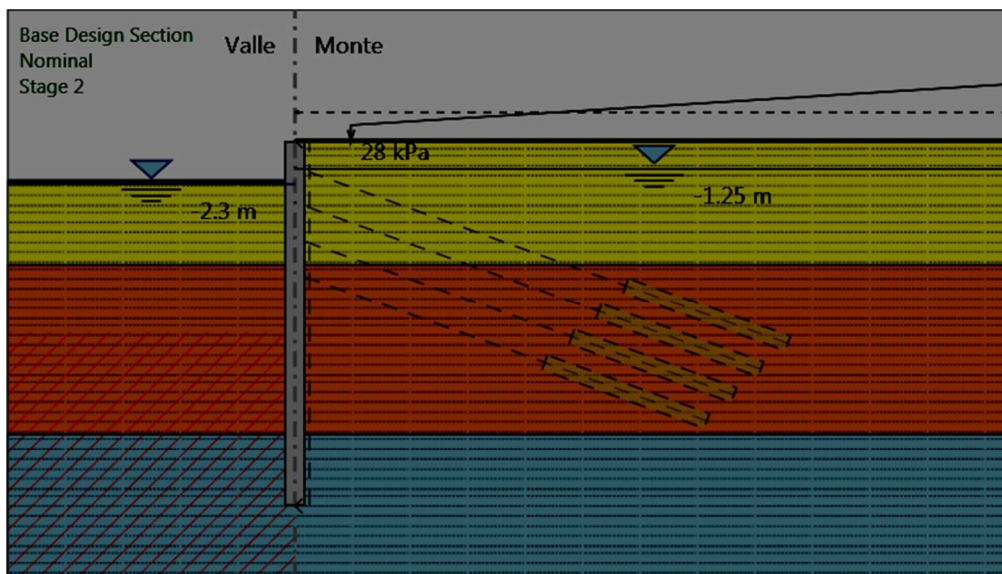 Base Design Section
Nominal
Stage 2
Valle
Monte
28 kPa
-2.3 m
-1.25 m